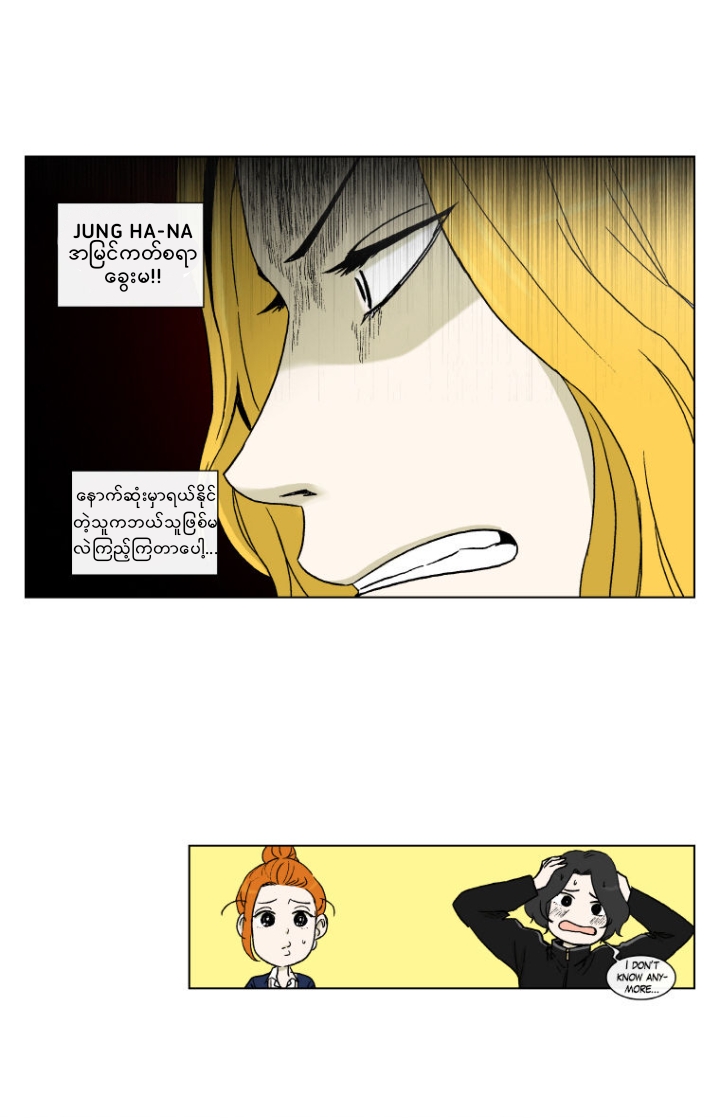 JUNG HA-NA
အမြင်ကတ်စရာ
ခွေးမ!!
နောက်ဆုံးမှာရယ်နိုင်
တဲ့သူကဘယ်သူဖြစ်မ
လဲကြည့်ကြတာပေါ့...
I DON'T
KNOW ANY-
MORE...